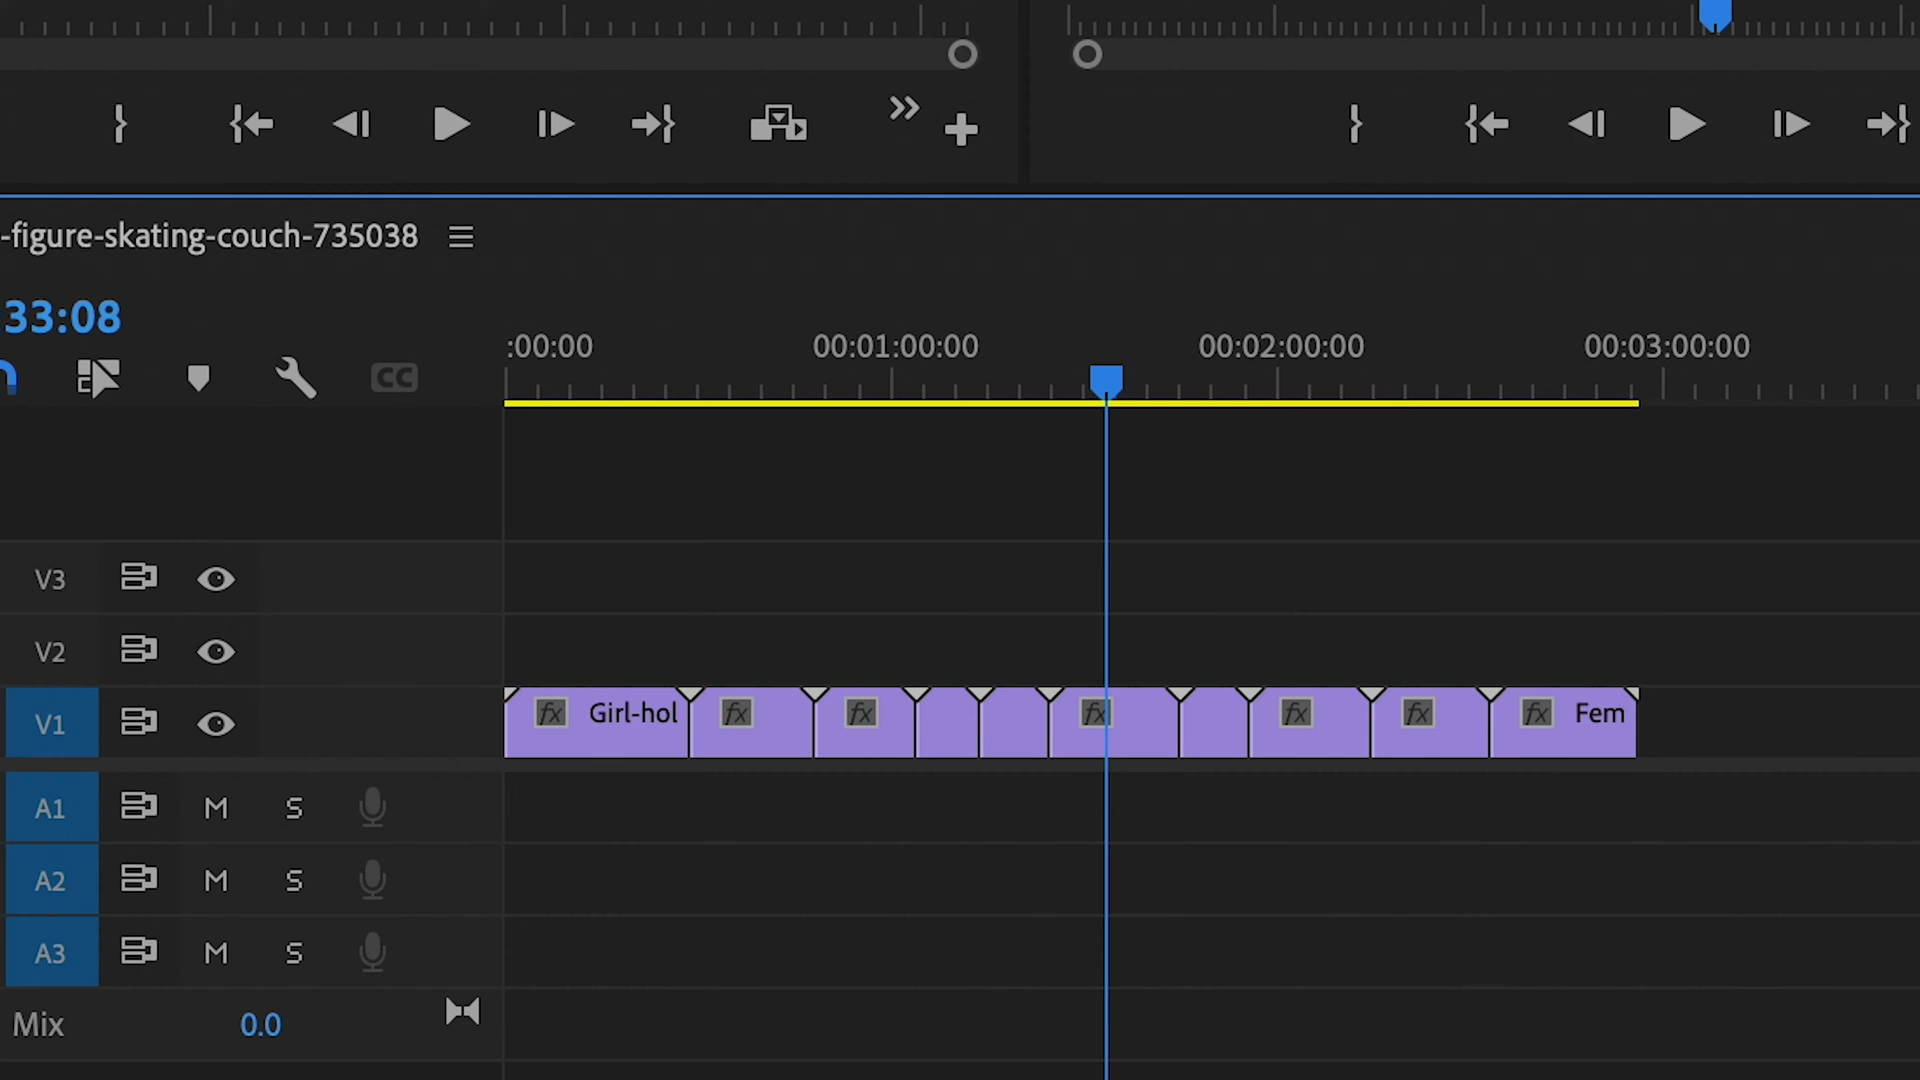 -figure-skating-couch-735038
33:08
:00:00 00:01:00:00 00:02:00:00 00:03:00:00
CC
V3
V2
V1 fx Girl-hol fx fx fx fx fx fx Fem
A1 M S
A2 M S
A3 M S
Mix 0.0